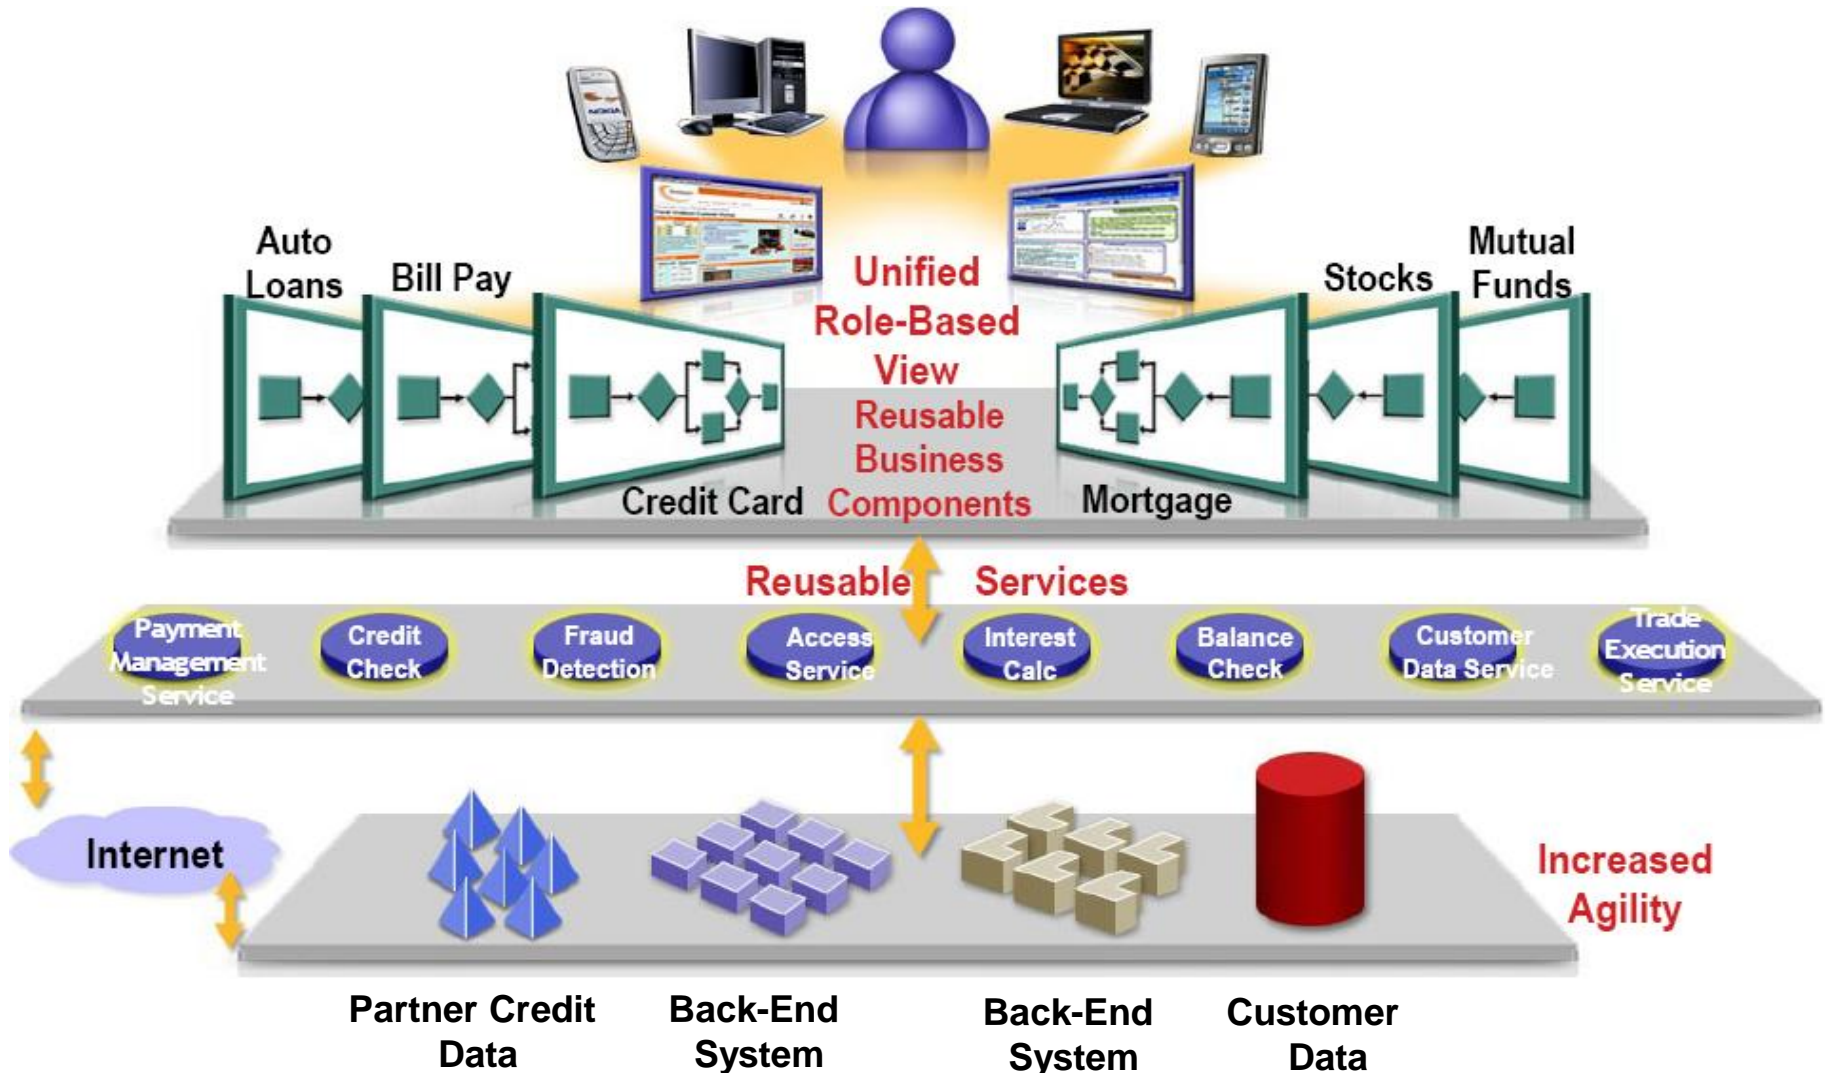 NOKIA
Auto
Loans
Bill Pay
Unified
Role-Based
View
Stocks
Mutual
Funds
Reusable
Business
Components
Credit Card
Mortgage
Reusable
Services
Payment
Management
Service
Credit
Check
Fraud
Detection
Access
Service
Interest
Calc
Balance
Check
Customer
Data Service
Trade
Execution
Service
Internet
Increased
Agility
Partner Credit
Data
Back-End
System
Back-End
System
Customer
Data